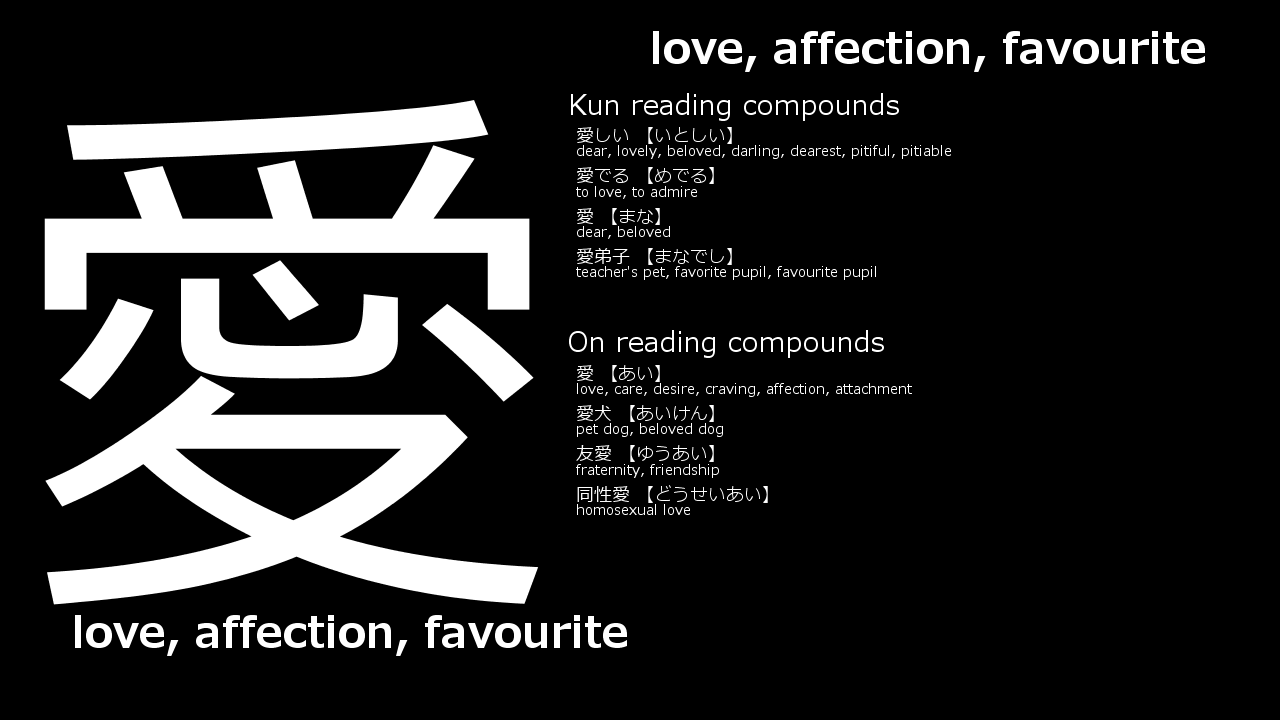 愛
love, affection, favourite
love, affection, favourite
Kun reading compounds
愛しい 【いとしい】
dear, lovely, beloved, darling, dearest, pitiful, pitiable
愛でる 【めでる】
to love, to admire
愛 【まな】
dear, beloved
愛弟子 【まなでし】
teacher's pet, favorite pupil, favourite pupil
On reading compounds
愛 【あい】
love, care, desire, craving, affection, attachment
愛犬 【あいけん】
pet dog, beloved dog
友愛 【ゆうあい】
fraternity, friendship
同性愛 【どうせいあい】
homosexual love